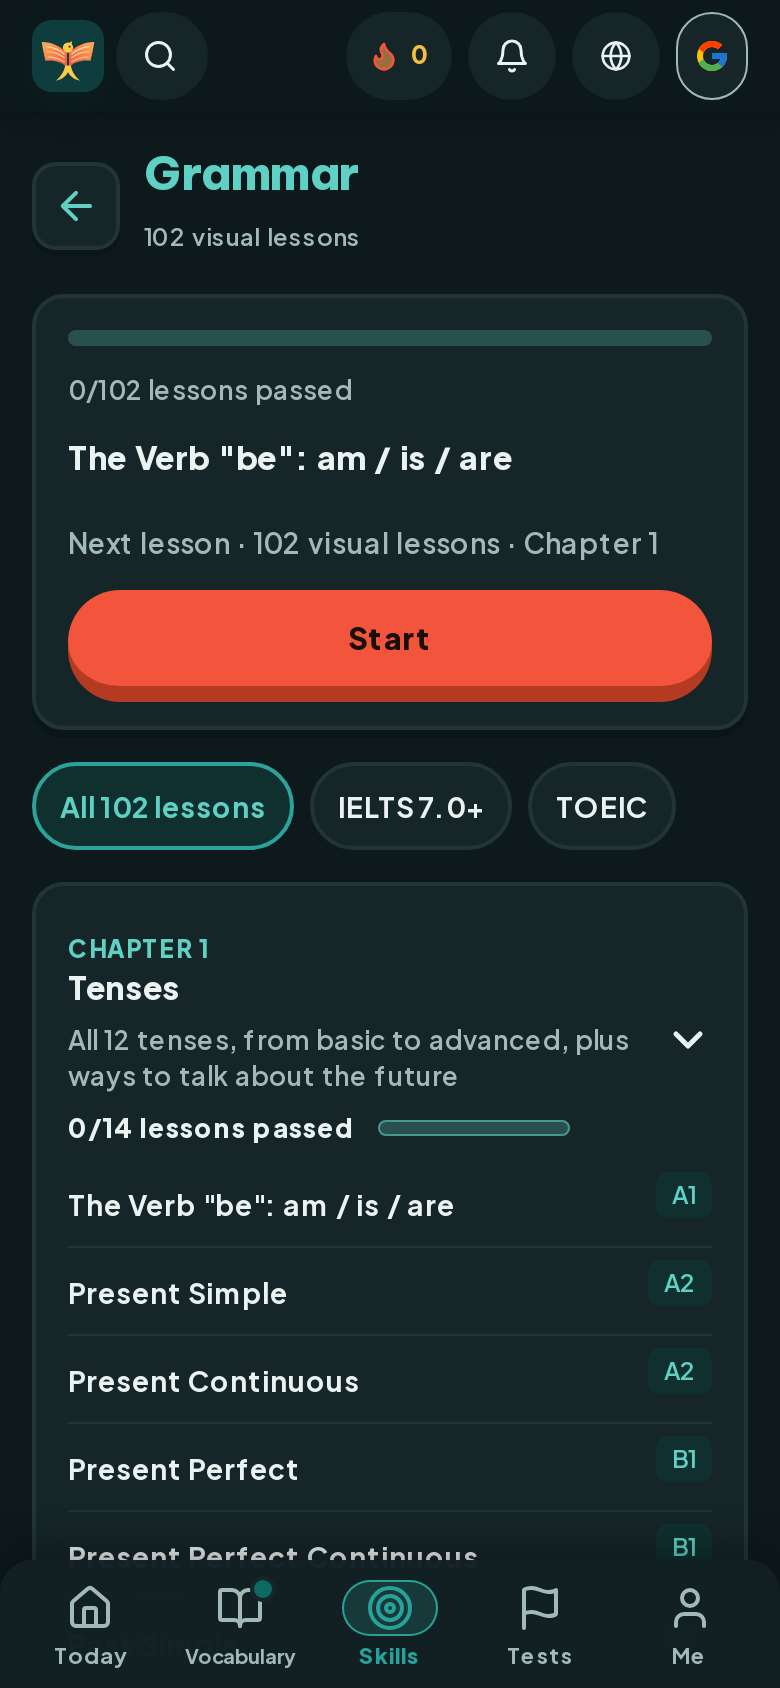 0
Grammar
102 visual lessons
0/102 lessons passed
The Verb "be": am / is / are
Next lesson · 102 visual lessons · Chapter 1
Start
All 102 lessons
IELTS 7.0+
TOEIC
CHAPTER 1
Tenses
All 12 tenses, from basic to advanced, plus
ways to talk about the future
0/14 lessons passed
The Verb "be": am / is / are
A1
Present Simple
A2
Present Continuous
A2
Present Perfect
B1
Present Perfect Continuous
B1
Today
Vocabulary
Skills
Tests
Me